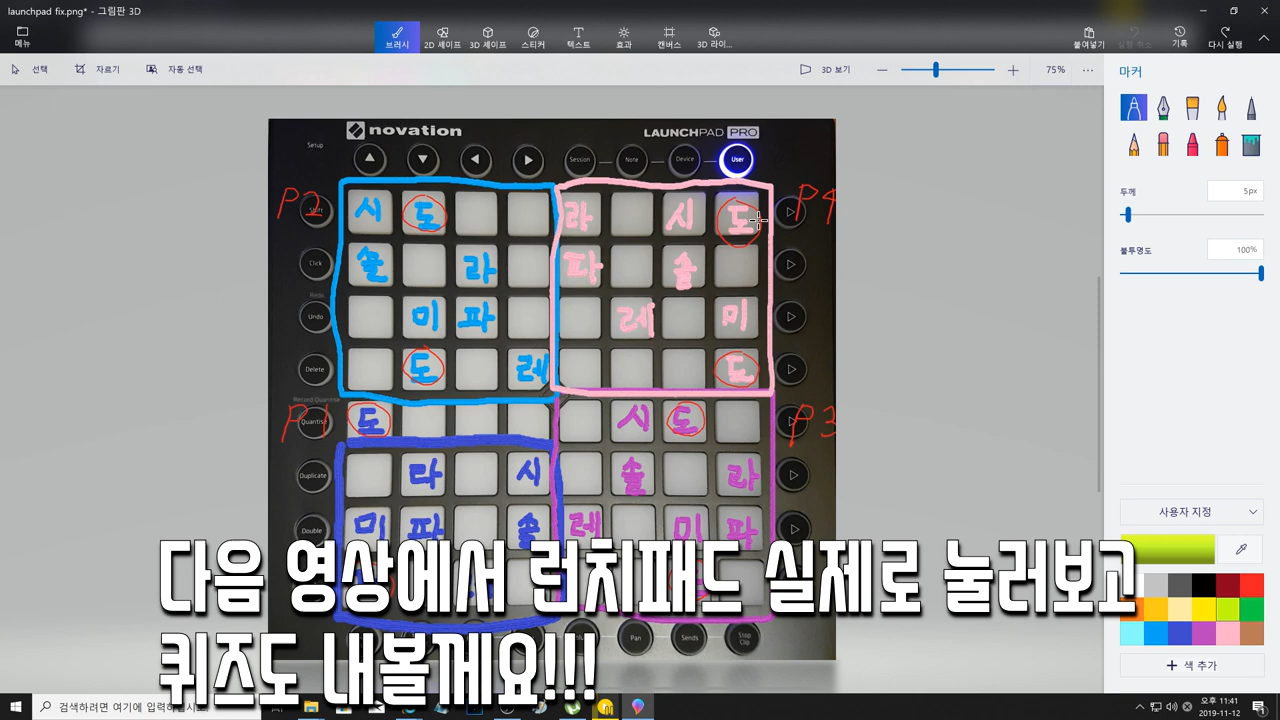 launchpad fix.png* - 그림판 3D
메뉴
브러시 2D 셰이프 3D 셰이프 스티커 텍스트 효과 캔버스 3D 라이... 붙여넣기 실행 취소 기록 다시 실행
선택 자르기 자동 선택 3D 보기 75% ...
마커
두께 5px
불투명도 100%
사용자 지정
+ 색 추가
novation LAUNCHPAD PRO
Setup Session Note Device User
P2 Shift 시 도 라 시 도 P4
Click 솔 라 파 솔
Redo
Undo 미 파 레 미
Delete 도 레 도
Record Quantise
P1 Quantise 도 시 도 P3
Duplicate 라 시 솔 라
Double 미 파 솔 레 미 파
Pan Sends Stop Clip
다음 영상에서 런치패드 실제로 눌러보고
퀴즈도 내볼게요!!!
검색하려면 여기에 입력하
오후 11:41
2019-11-12